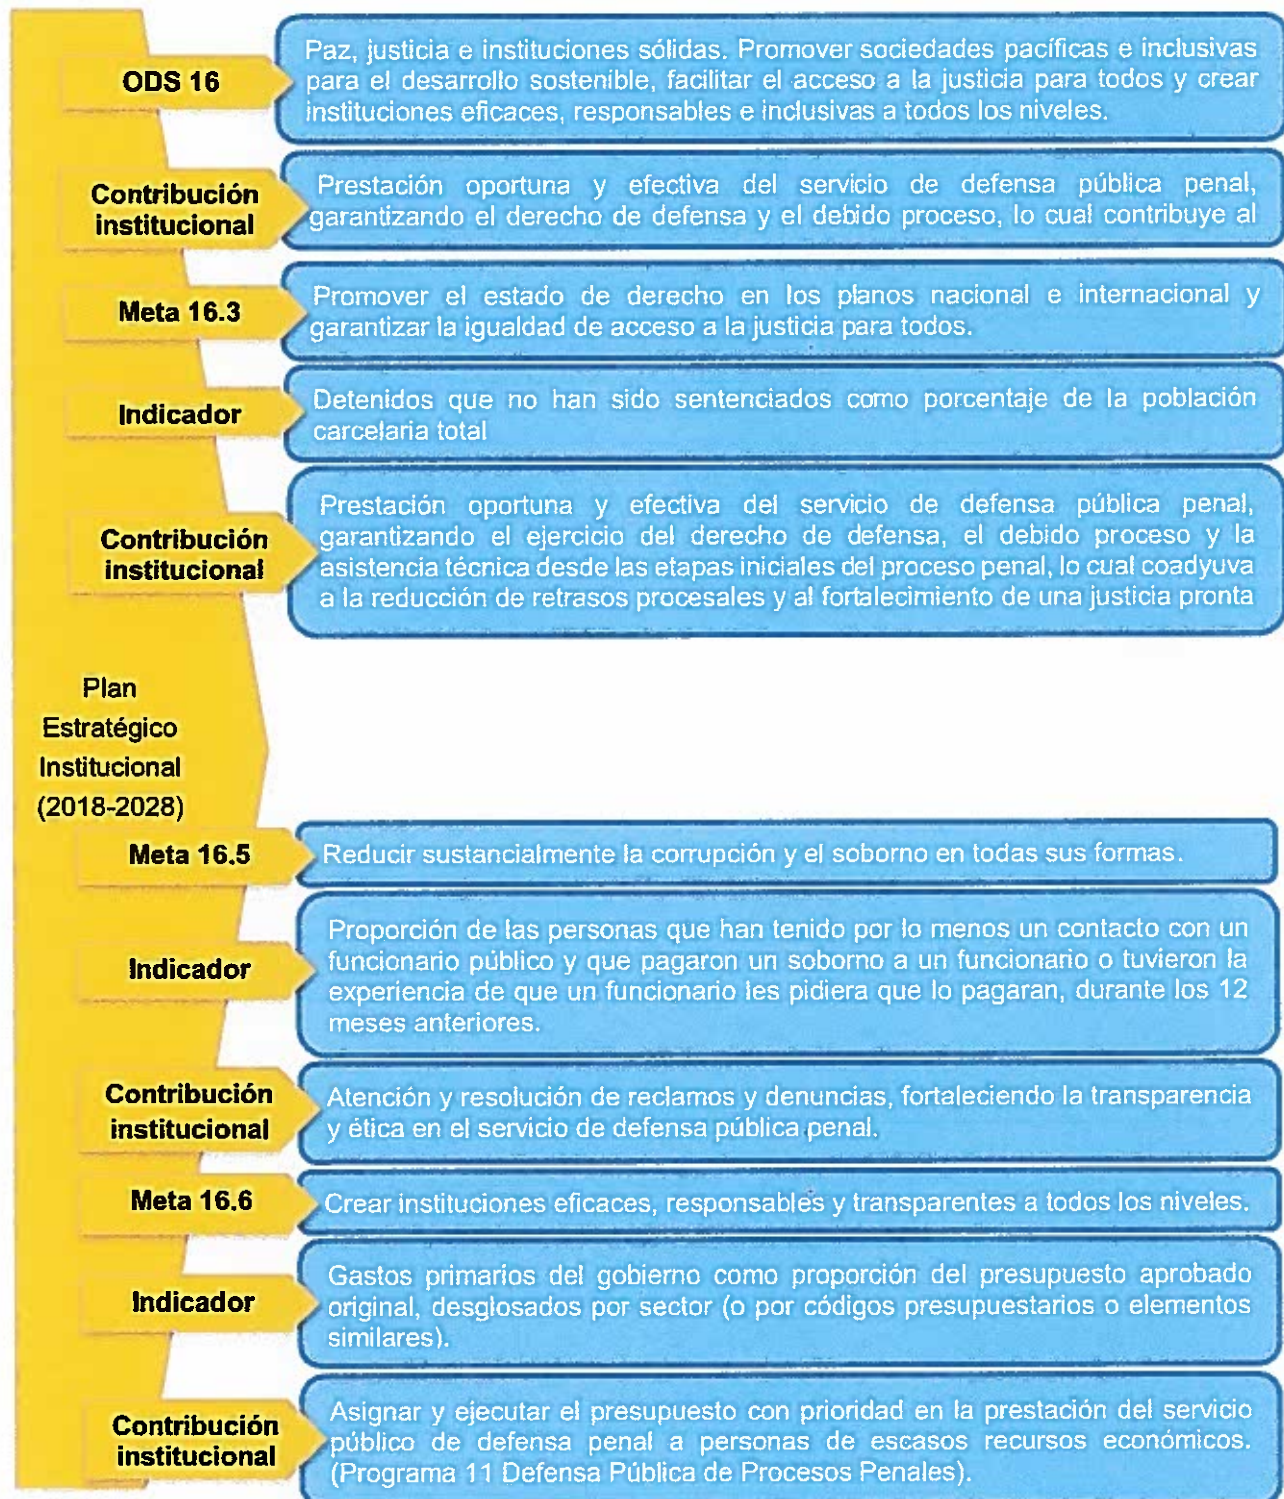 ODS 16
Paz, justicia e instituciones sólidas. Promover sociedades pacíficas e inclusivas
para el desarrollo sostenible, facilitar el acceso a la justicia para todos y crear
instituciones eficaces, responsables e inclusivas a todos los niveles.
Contribución
institucional
Prestación oportuna y efectiva del servicio de defensa pública penal,
garantizando el derecho de defensa y el debido proceso, lo cual contribuye al
Meta 16.3
Promover el estado de derecho en los planos nacional e internacional y
garantizar la igualdad de acceso a la justicia para todos.
Indicador
Detenidos que no han sido sentenciados como porcentaje de la población
carcelaria total
Contribución
institucional
Prestación oportuna y efectiva del servicio de defensa pública penal,
garantizando el ejercicio del derecho de defensa, el debido proceso y la
asistencia técnica desde las etapas iniciales del proceso penal, lo cual coadyuva
a la reducción de retrasos procesales y al fortalecimiento de una justicia pronta
Plan
Estratégico
Institucional
(2018-2028)
Meta 16.5
Reducir sustancialmente la corrupción y el soborno en todas sus formas.
Indicador
Proporción de las personas que han tenido por lo menos un contacto con un
funcionario público y que pagaron un soborno a un funcionario o tuvieron la
experiencia de que un funcionario les pidiera que lo pagaran, durante los 12
meses anteriores.
Contribución
institucional
Atención y resolución de reclamos y denuncias, fortaleciendo la transparencia
y ética en el servicio de defensa pública penal.
Meta 16.6
Crear instituciones eficaces, responsables y transparentes a todos los niveles.
Indicador
Gastos primarios del gobierno como proporción del presupuesto aprobado
original, desglosados por sector (o por códigos presupuestarios o elementos
similares).
Contribución
institucional
Asignar y ejecutar el presupuesto con prioridad en la prestación del servicio
público de defensa penal a personas de escasos recursos económicos.
(Programa 11 Defensa Pública de Procesos Penales).